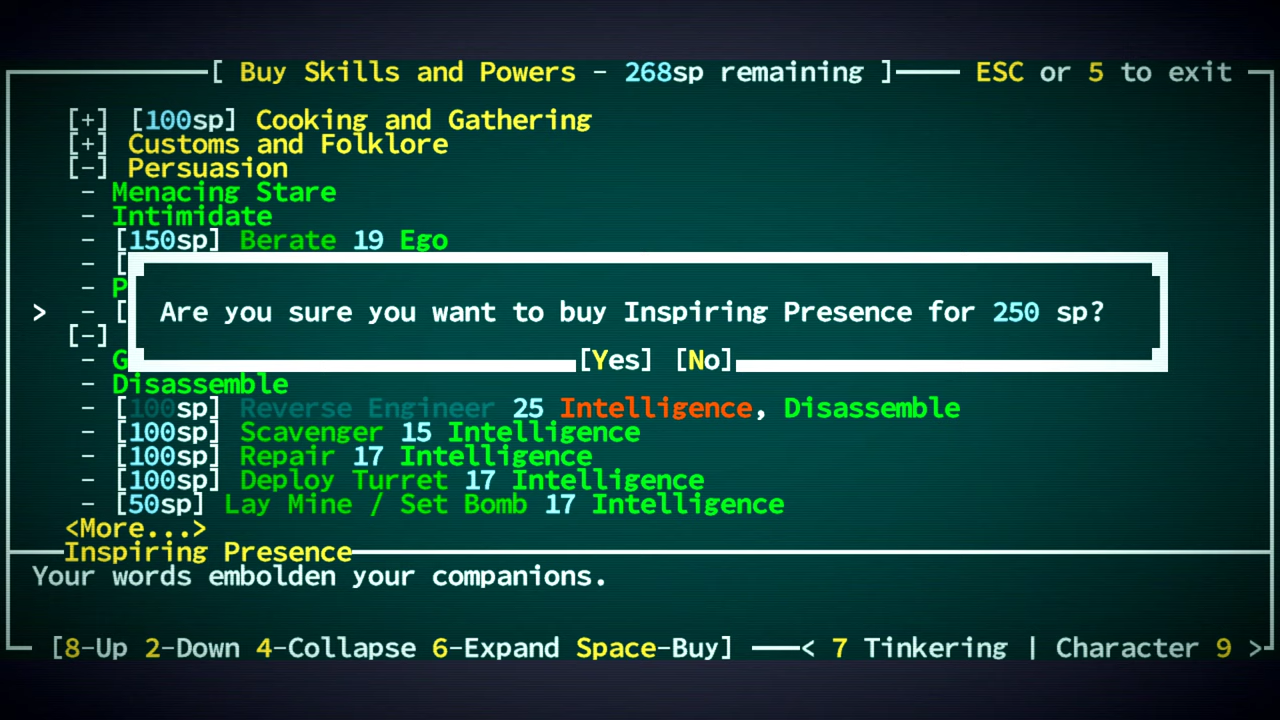 [ Buy Skills and Powers - 268sp remaining ] ESC or 5 to exit
[+] [100sp] Cooking and Gathering
[+] Customs and Folklore
[-] Persuasion
- Menacing Stare
- Intimidate
- [150sp] Berate 19 Ego
- [
- P
> - [
Are you sure you want to buy Inspiring Presence for 250 sp?
[-]
[Yes] [No]
- G
- Disassemble
- [100sp] Reverse Engineer 25 Intelligence, Disassemble
- [100sp] Scavenger 15 Intelligence
- [100sp] Repair 17 Intelligence
- [100sp] Deploy Turret 17 Intelligence
- [50sp] Lay Mine / Set Bomb 17 Intelligence
<More...>
Inspiring Presence
Your words embolden your companions.
[8-Up 2-Down 4-Collapse 6-Expand Space-Buy] < 7 Tinkering | Character 9 >